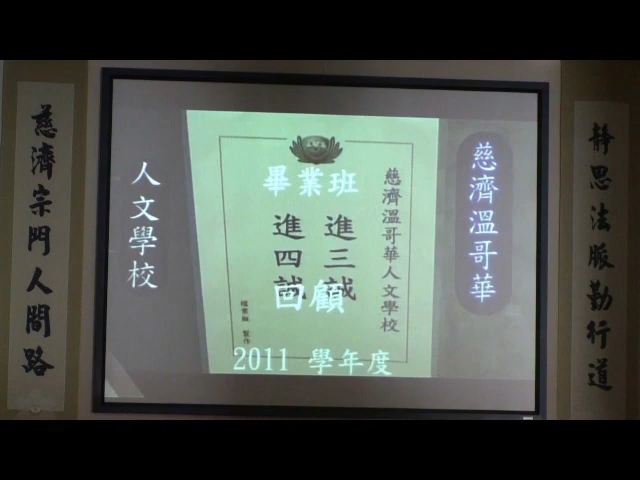 靜思法脈勤行道
慈濟宗門人間路
慈濟溫哥華
人文學校
慈濟溫哥華人文學校
畢業班
進三誠
進四誠
回顧
2011 學年度
製作